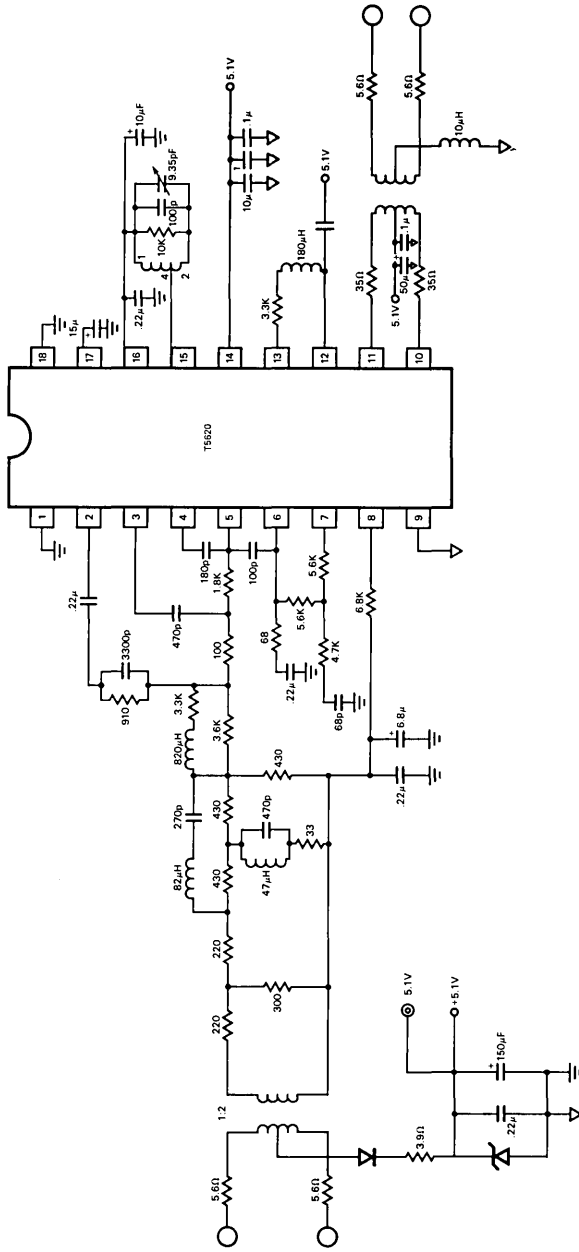 5.6Ω
5.6Ω
1:2
220
220
300
82µH
270p
430
430
47µH
470p
33
820µH
3.3K
3.6K
430
910
3300p
.22µ
100
470p
1.8K
180p
100p
68
.22µ
5.6K
5.6K
4.7K
68p
6.8K
.22µ
+
6.8µ
3.9Ω
5.1V
+5.1V
.22µ
+
150µF
1
2
3
4
5
6
7
8
9
T5620
18
17
16
15
14
13
12
11
10
+
15µ
.22µ
4
1
2
10K
100p
9.35pF
+
10µF
5.1V
10µ
1
.1µ
3.3K
180µH
5.1V
35Ω
35Ω
5.1V
50µ
+
.1µ
5.6Ω
5.6Ω
10µH